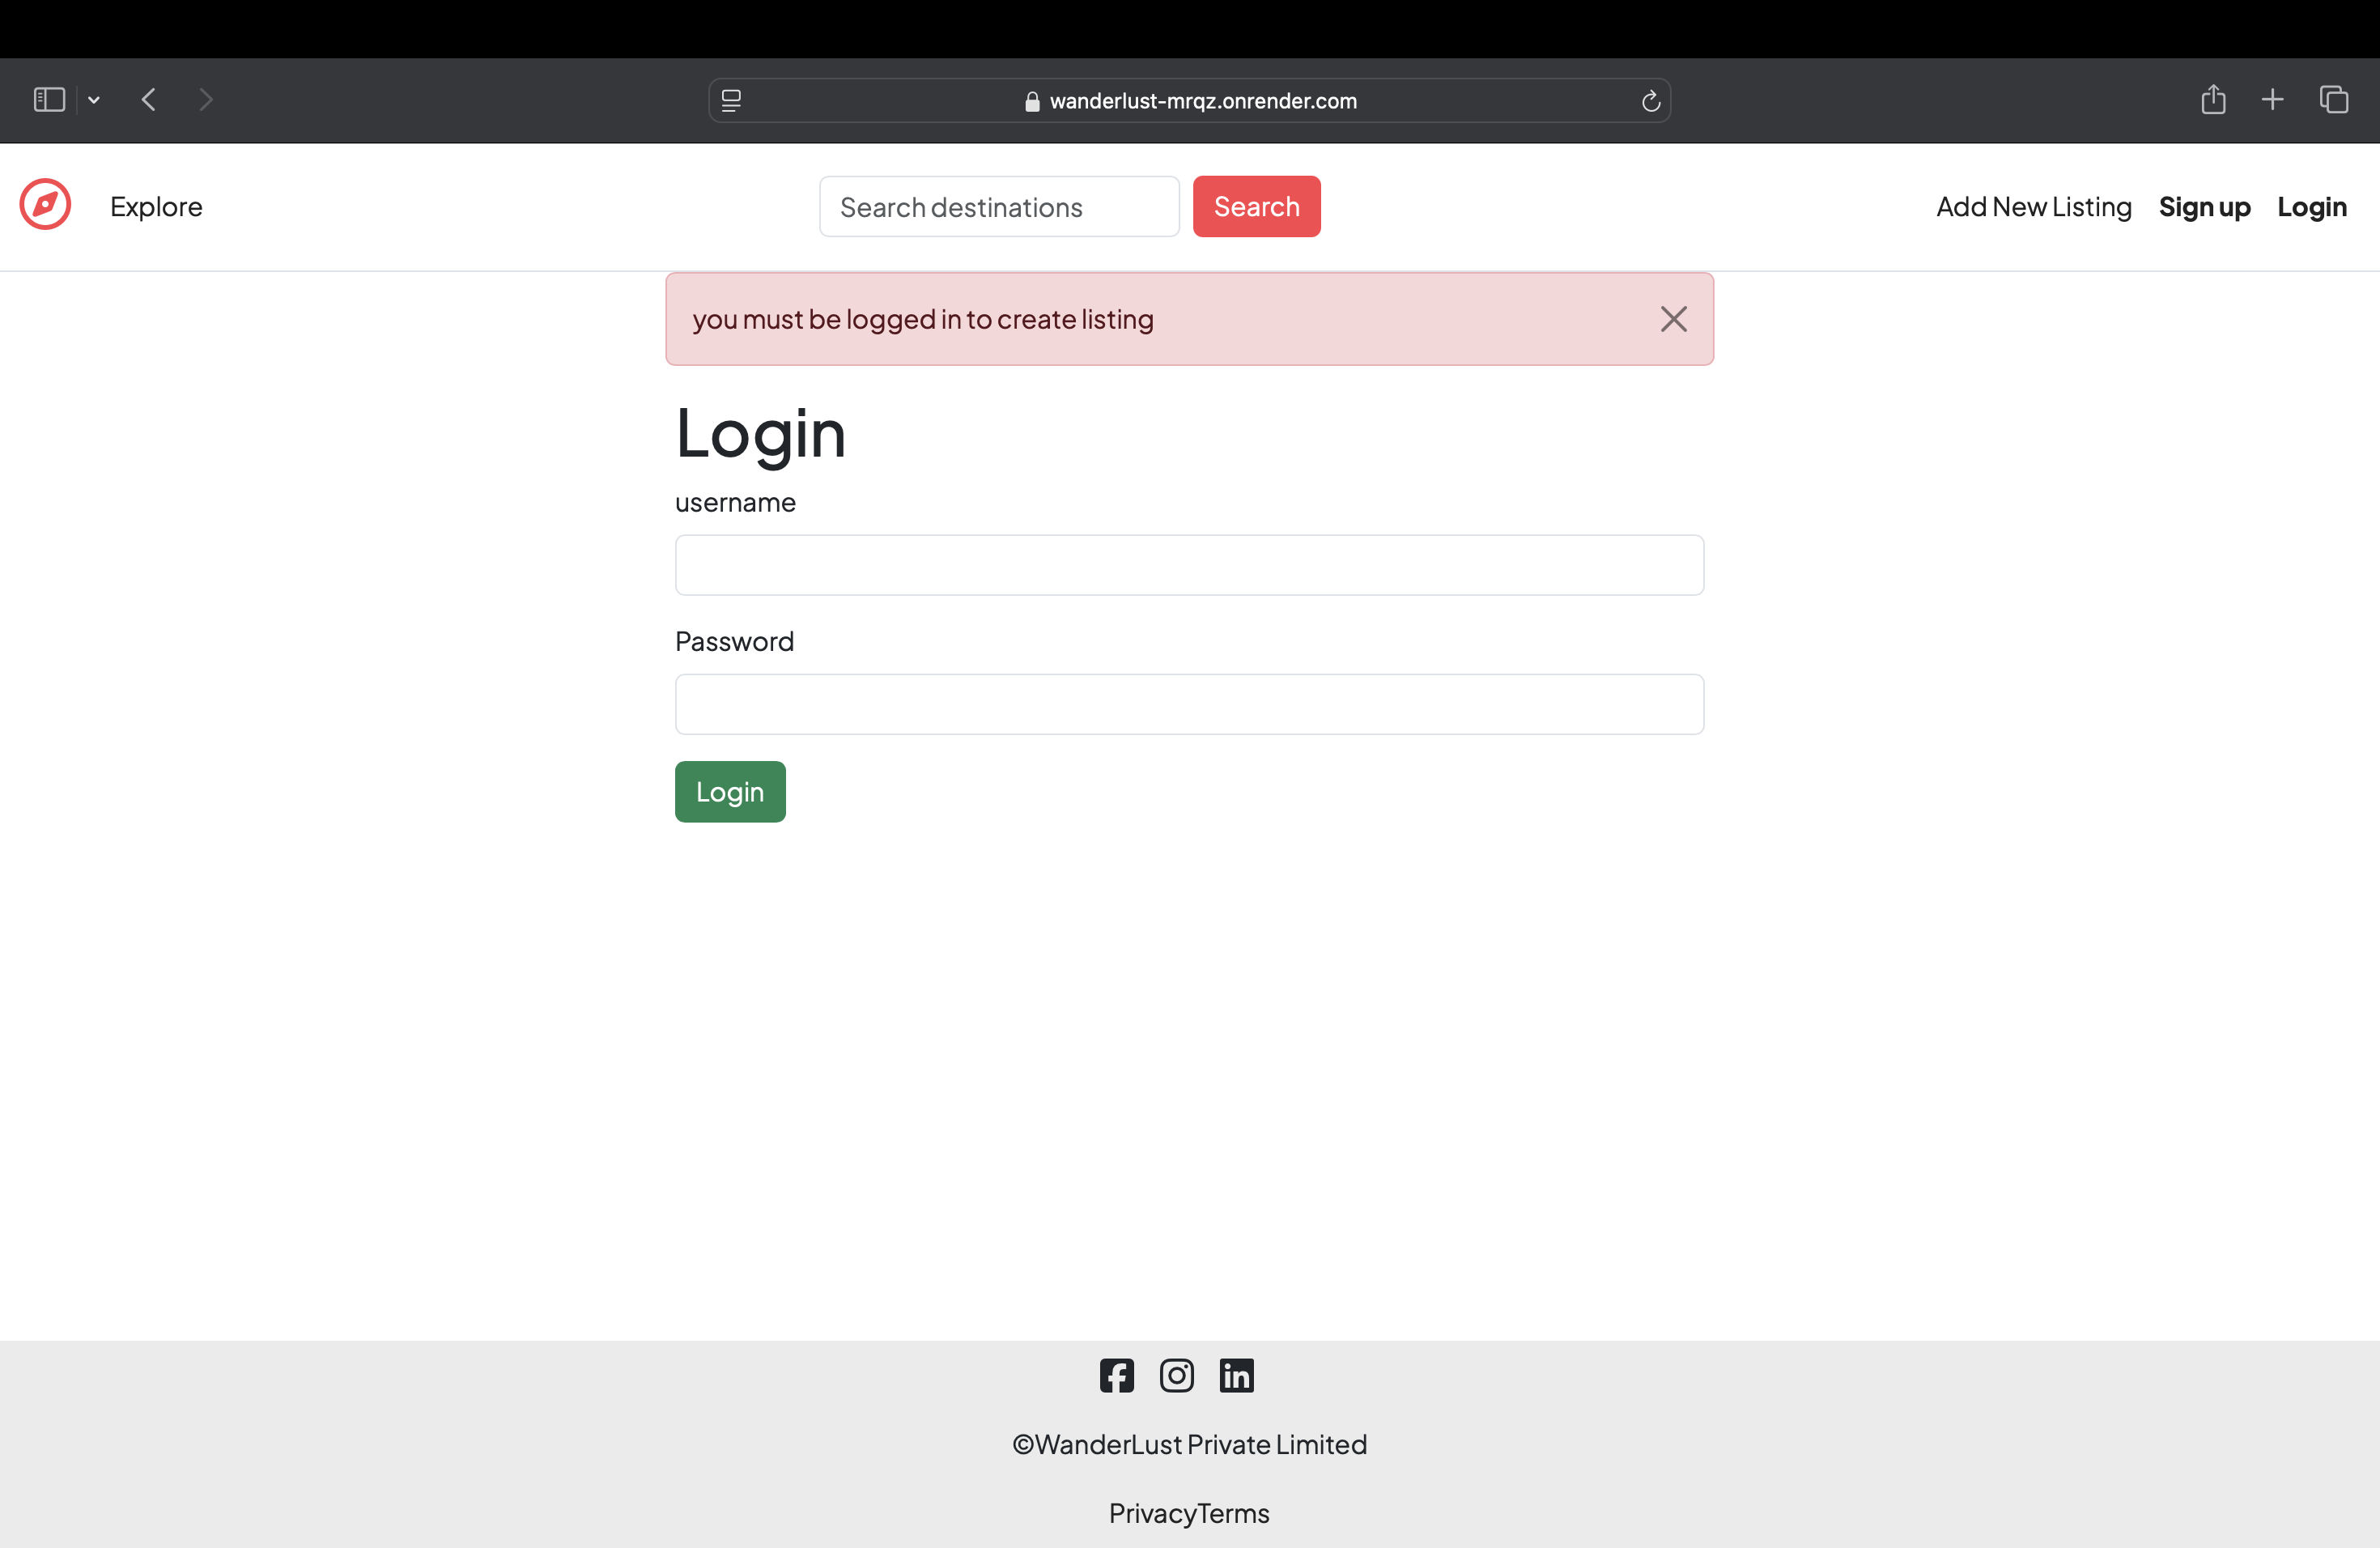 wanderlust-mrqz.onrender.com
Explore
Search destinations
Search
Add New Listing
Sign up
Login
you must be logged in to create listing
Login
username
Password
Login
©WanderLust Private Limited
PrivacyTerms